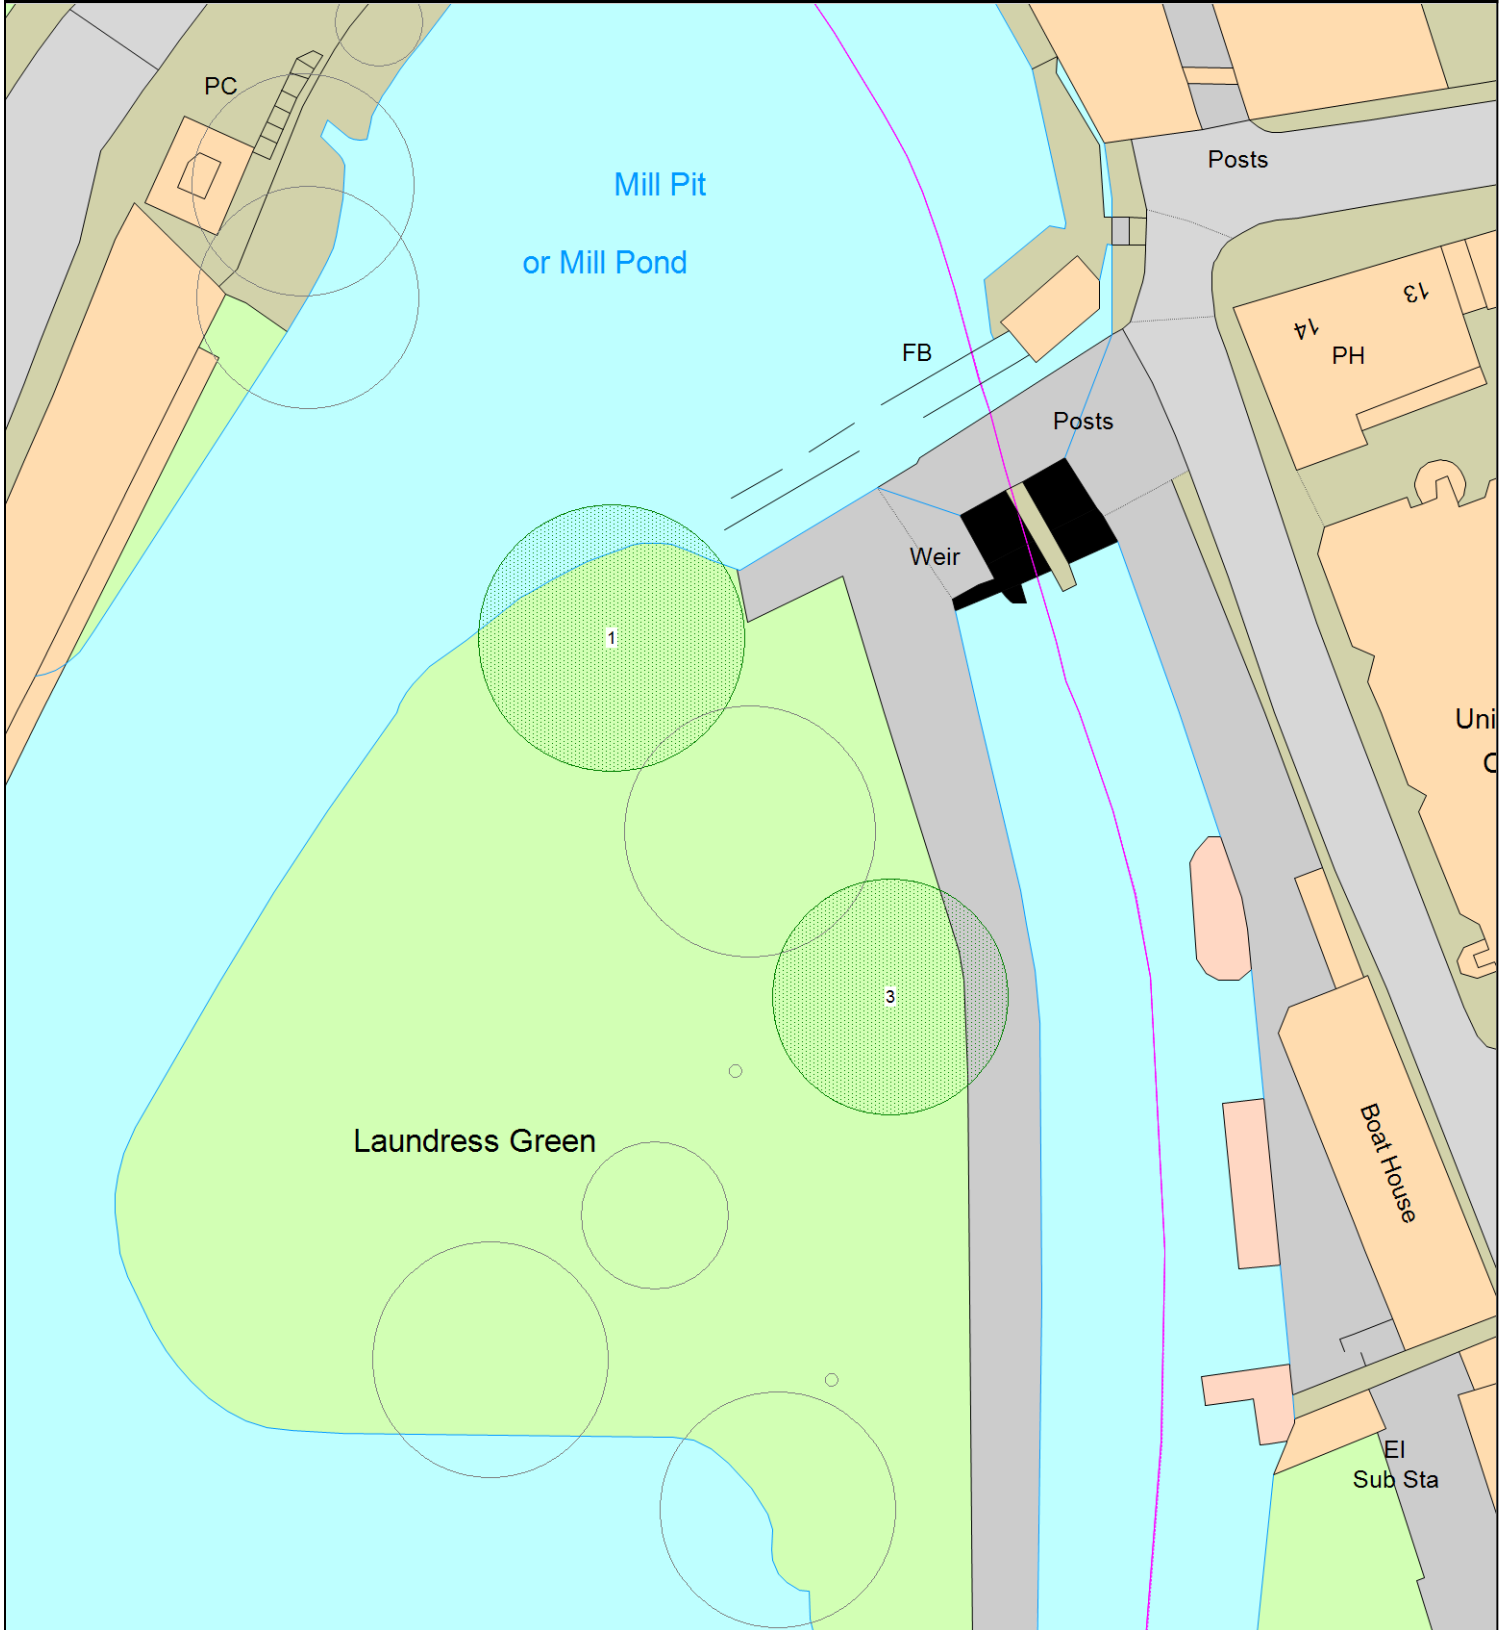 PC
Mill Pit
or Mill Pond
Posts
13
14
PH
FB
Posts
Weir
1
Uni
C
3
Laundress Green
Boat House
El
Sub Sta